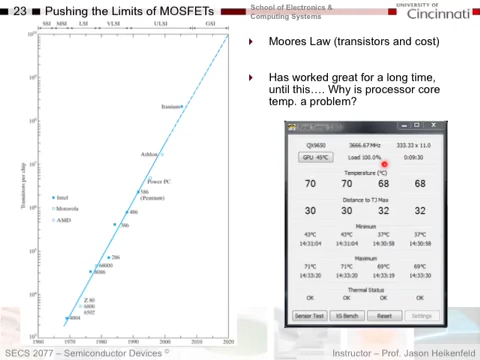 23 Pushing the Limits of MOSFETs
School of Electronics &
Computing Systems
UNIVERSITY OF
Cincinnati
SSI MSI LSI VLSI ULSI GSI
Moores Law (transistors and cost)
Has worked great for a long time,
until this…. Why is processor core
temp. a problem?
Transistors per chip
Itanium
Athlon
Power PC
586
(Pentium)
486
386
286
68000
8086
Z 80
6800
6502
4004
Intel
Motorola
AMD
1960 1970 1980 1990 2000 2010 2020
QX9650 3666.67 MHz 333.33 x 11.0
GPU 45°C Load 100.0% 0:09:30
Temperature (°C)
70 70 68 68
Distance to TJ Max
30 30 32 32
Minimum
43°C 43°C 37°C 37°C
14:31:04 14:31:04 14:30:58 14:30:58
Maximum
71°C 71°C 69°C 69°C
14:33:20 14:33:20 14:33:19 14:33:30
Thermal Status
OK OK OK OK
Sensor Test XS Bench Reset Settings
SECS 2077 – Semiconductor Devices ©
Instructor – Prof. Jason Heikenfeld